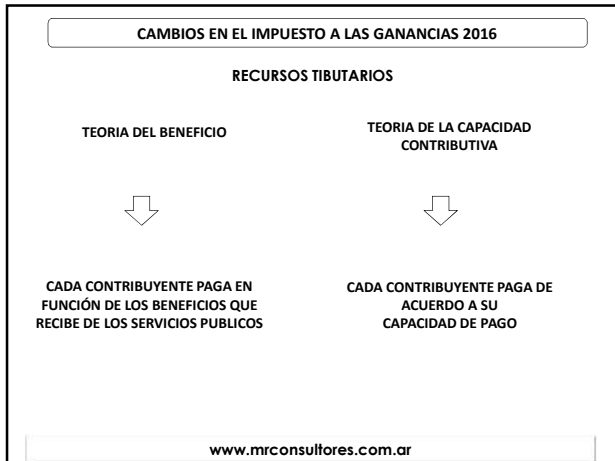 CAMBIOS EN EL IMPUESTO A LAS GANANCIAS 2016
RECURSOS TIBUTARIOS
TEORIA DEL BENEFICIO
TEORIA DE LA CAPACIDAD
CONTRIBUTIVA
CADA CONTRIBUYENTE PAGA EN
FUNCIÓN DE LOS BENEFICIOS QUE
RECIBE DE LOS SERVICIOS PUBLICOS
CADA CONTRIBUYENTE PAGA DE
ACUERDO A SU
CAPACIDAD DE PAGO
www.mrconsultores.com.ar